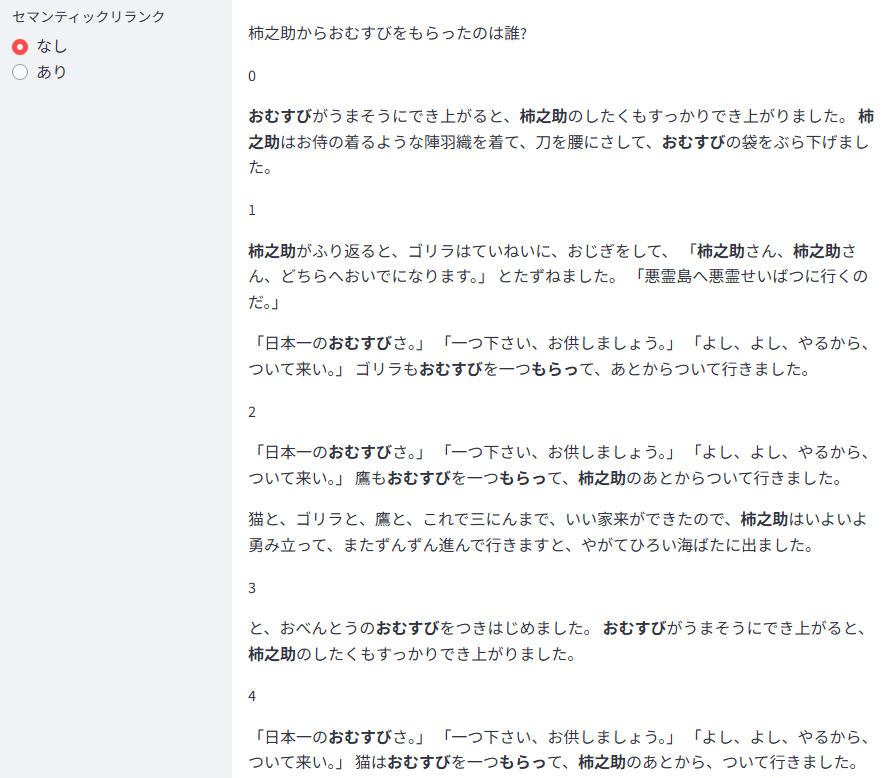 セマンティックリランク
なし
あり
柿之助からおむすびをもらったのは誰?
0
おむすびがうまそうにでき上がると、柿之助のしたくもすっかりでき上がりました。 柿
之助はお侍の着るような陣羽織を着て、刀を腰にさして、おむすびの袋をぶら下げまし
た。
1
柿之助がふり返ると、ゴリラはていねいに、おじぎをして、 「柿之助さん、柿之助さ
ん、どちらへおいでになります。」 とたずねました。 「悪霊島へ悪霊せいばつに行くの
だ。」
「日本一のおむすびさ。」 「一つ下さい、お供しましょう。」 「よし、よし、やるから、
ついて来い。」 ゴリラもおむすびを一つもらって、あとからついて行きました。
2
「日本一のおむすびさ。」 「一つ下さい、お供しましょう。」 「よし、よし、やるから、
ついて来い。」 鷹もおむすびを一つもらって、柿之助のあとからついて行きました。
猫と、ゴリラと、鷹と、これで三にんまで、いい家来ができたので、柿之助はいよいよ
勇み立って、またずんずん進んで行きますと、やがてひろい海ばたに出ました。
3
と、おべんとうのおむすびをつきはじめました。 おむすびがうまそうにでき上がると、
柿之助のしたくもすっかりでき上がりました。
4
「日本一のおむすびさ。」 「一つ下さい、お供しましょう。」 「よし、よし、やるから、
ついて来い。」 猫はおむすびを一つもらって、柿之助のあとから、ついて行きました。